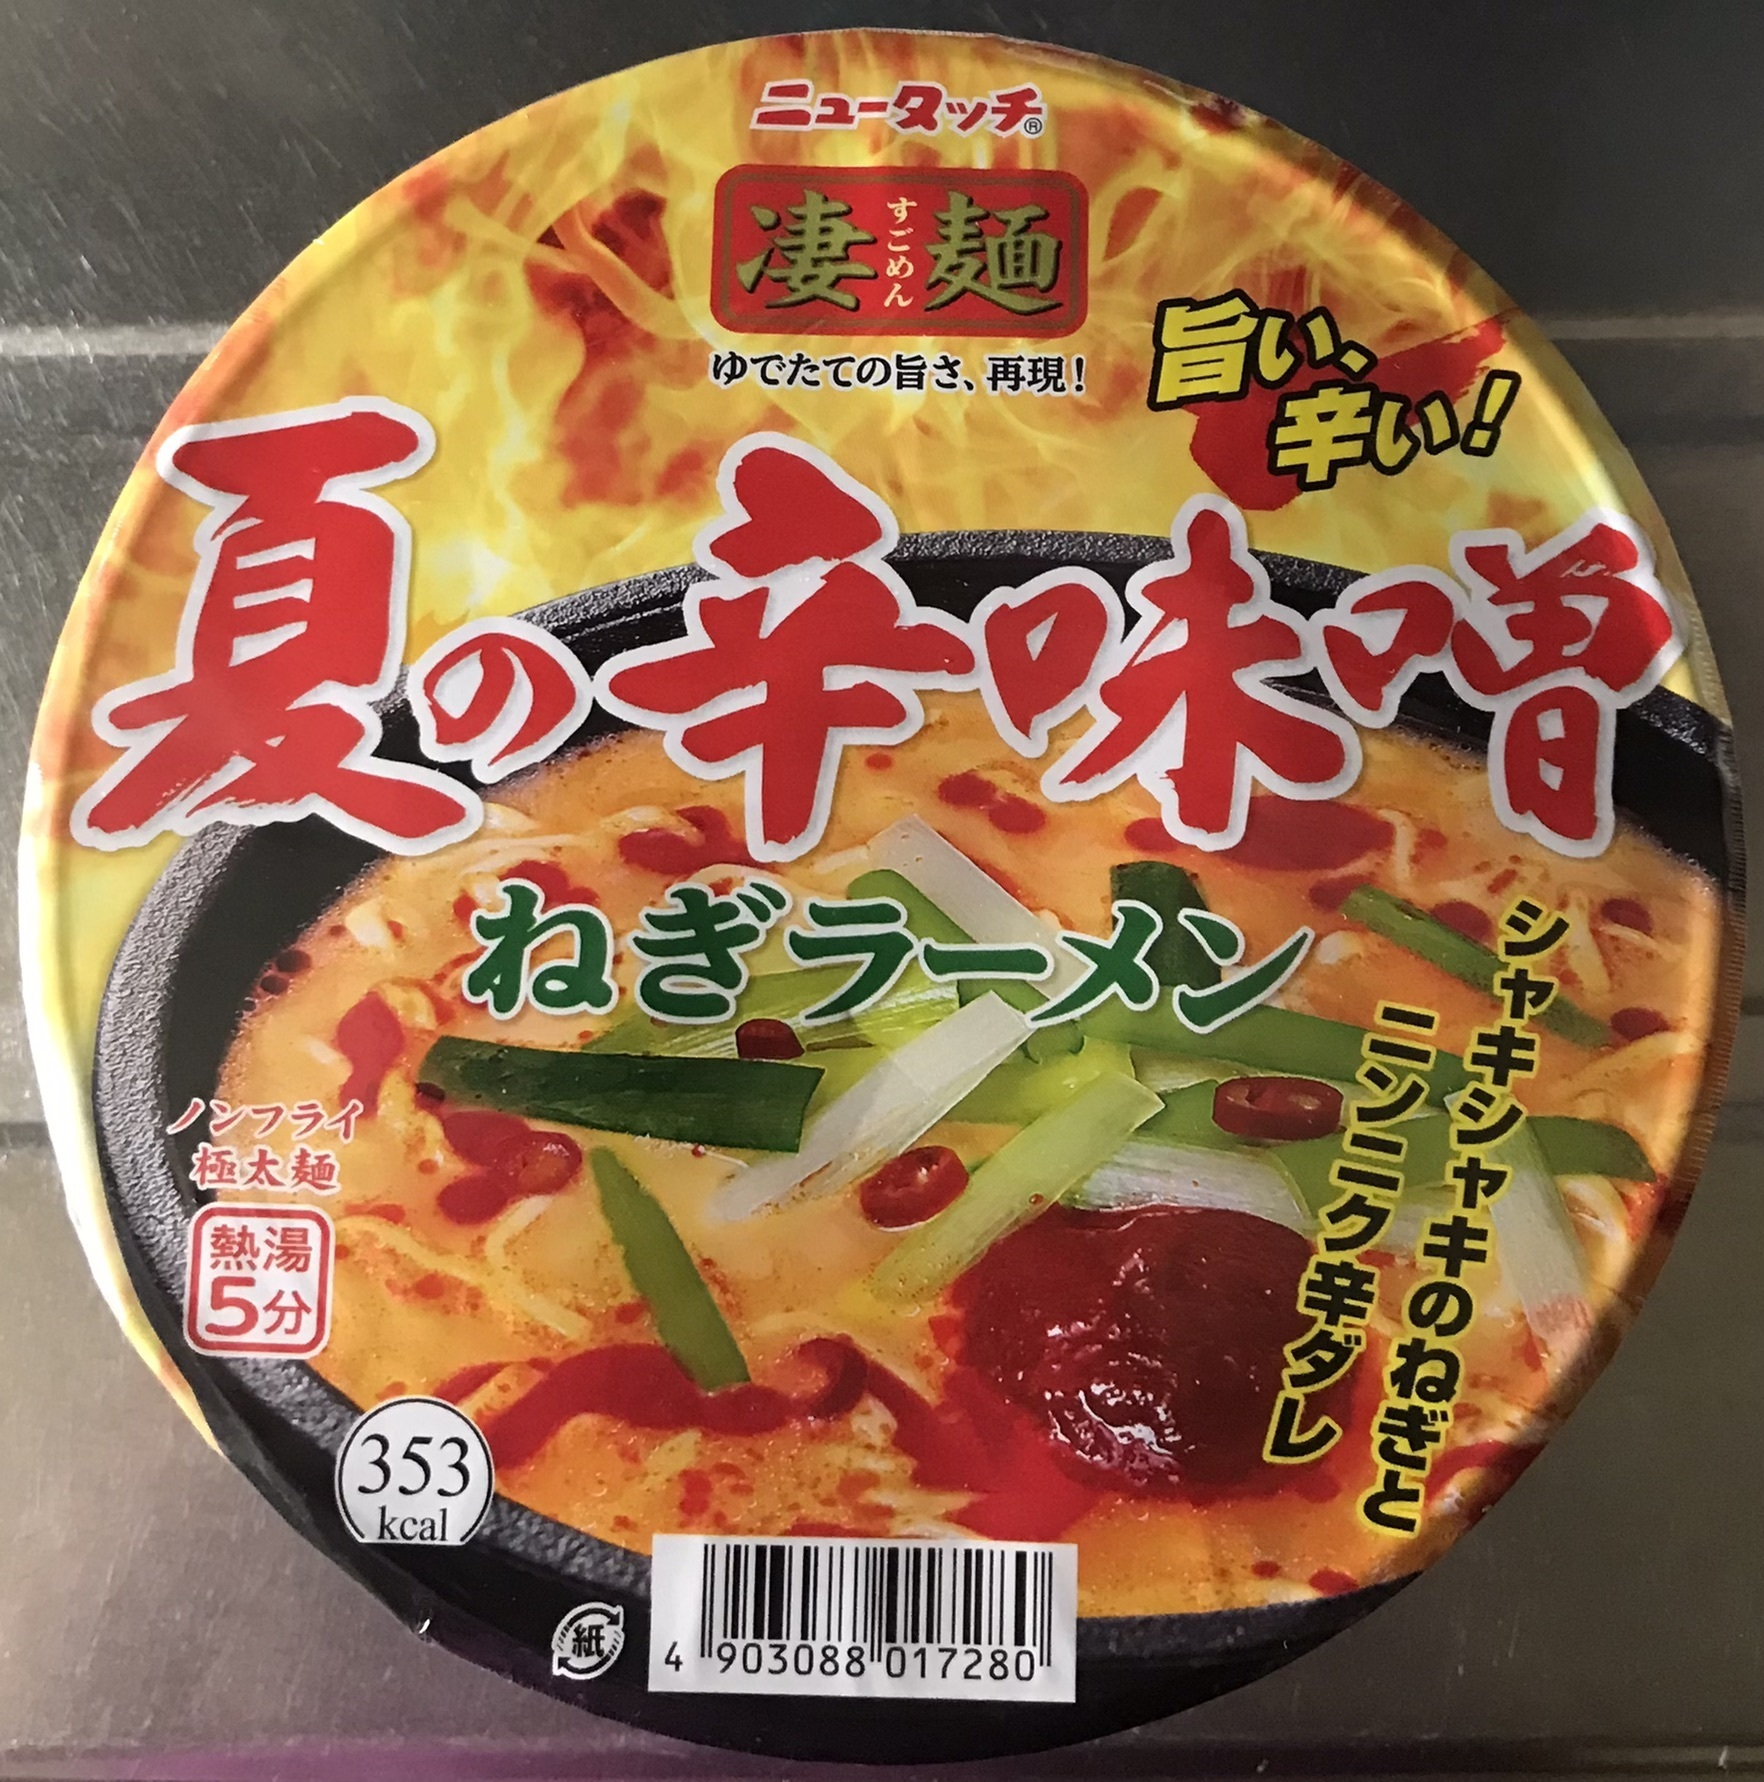 ニュータッチ®
凄麺
すごめん
ゆでたての旨さ、再現!
旨い、
辛い!
夏の辛味噌
ねぎラーメン
シャキシャキのねぎと
ニンニク辛ダレ
ノンフライ
極太麺
熱湯
5分
353
kcal
紙
4 903088 017280